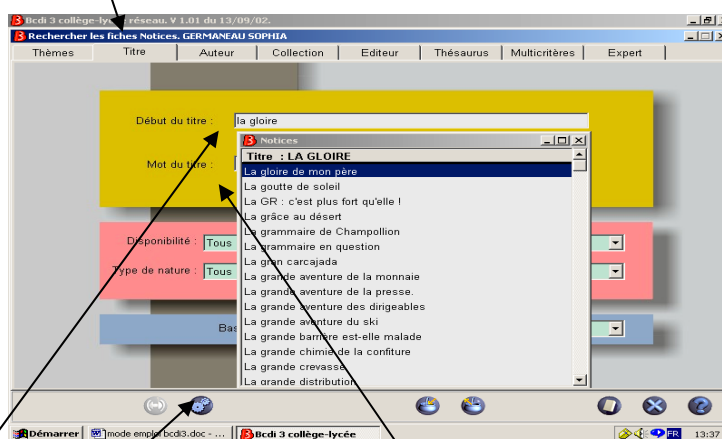 Bcdi 3 collège-lycée réseau. V 1.01 du 13/09/02.
Rechercher les fiches Notices. GERMANEAU SOPHIA
Thèmes Titre Auteur Collection Editeur Thésaurus Multicritères Expert
Début du titre : la gloire
Notices
Mot du titre :
Titre : LA GLOIRE
La gloire de mon père
La goutte de soleil
La GR : c'est plus fort qu'elle !
La grâce au désert
La grammaire de Champollion
Disponibilité : Tous
La grammaire en question
La gran carcajada
Type de nature : Tous
La grande aventure de la monnaie
La grande aventure de la presse.
La grande aventure des dirigeables
La grande aventure du ski
Bas
La grande barrière est-elle malade
La grande chimie de la confiture
La grande crevasse
La grande distribution
Démarrer mode emploi bcdi3.doc - ... Bcdi 3 collège-lycée FR 13:37